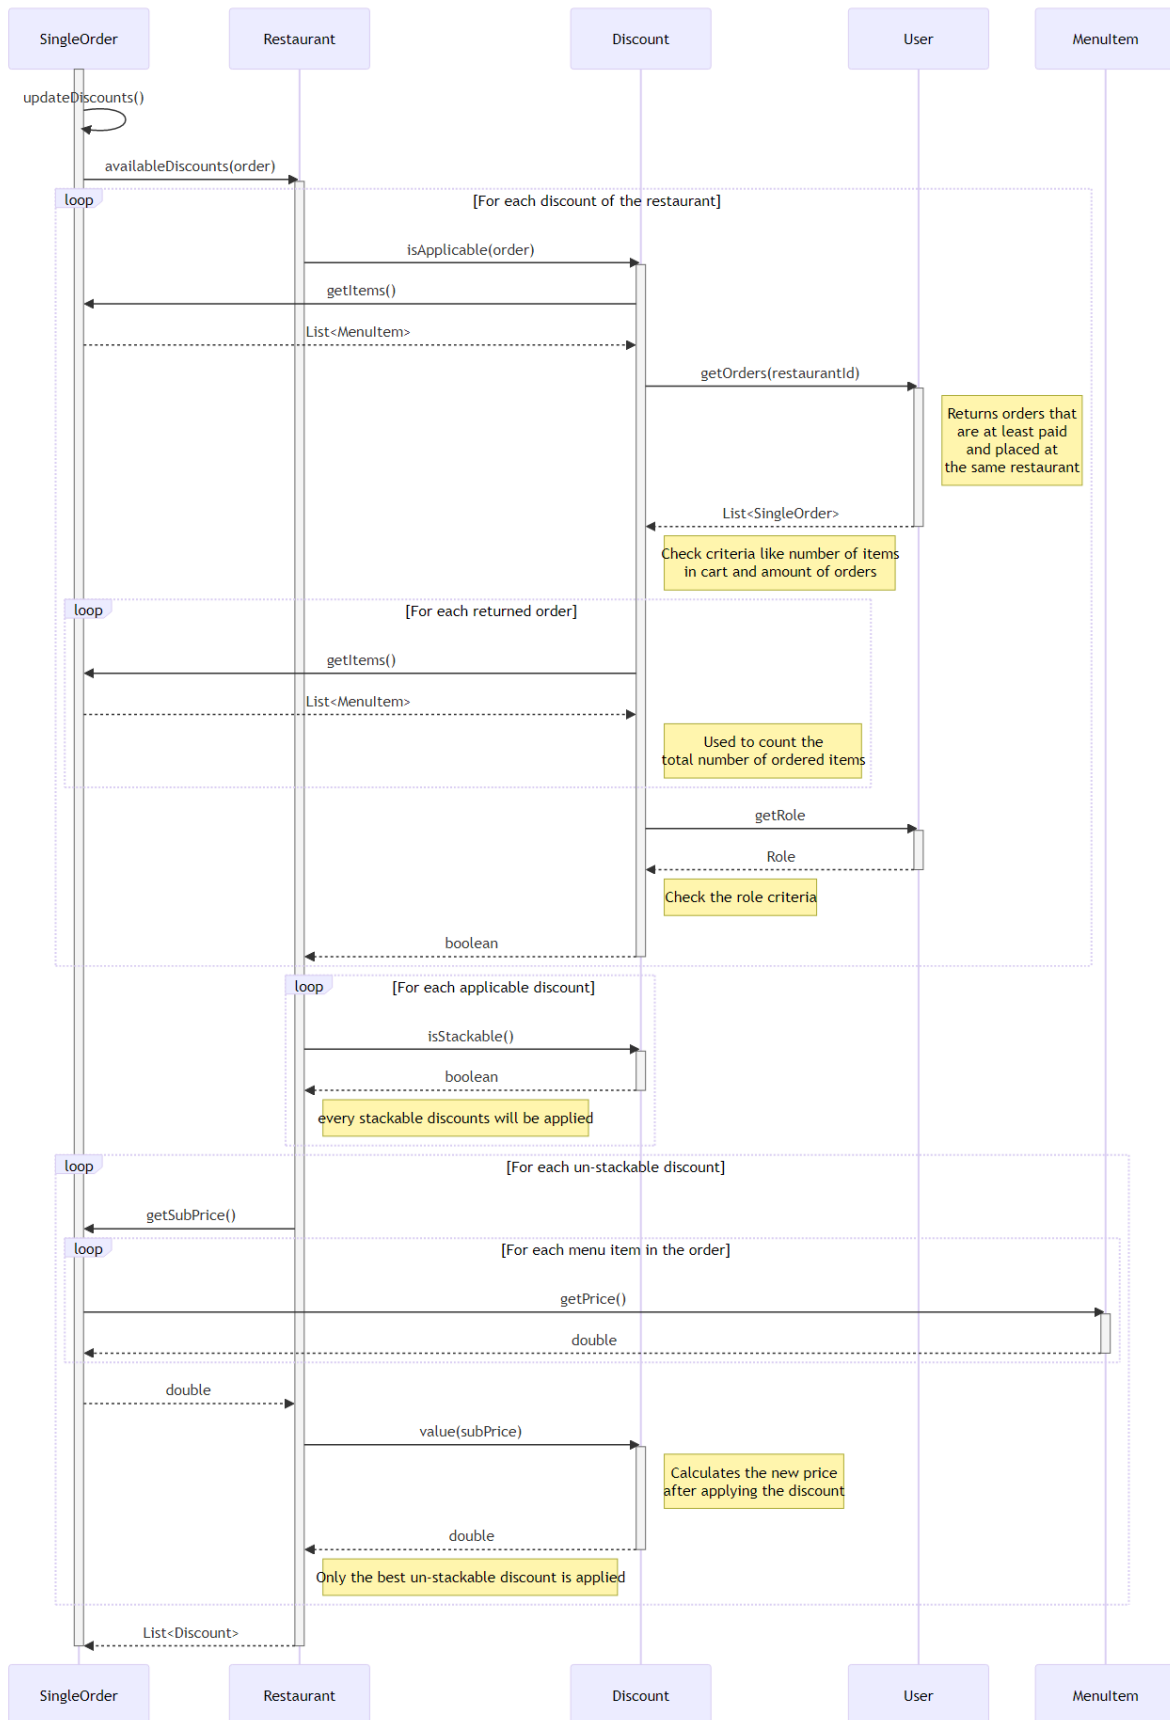 SingleOrder
Restaurant
Discount
User
MenuItem
updateDiscounts()
availableDiscounts(order)
loop
[For each discount of the restaurant]
isApplicable(order)
getItems()
List<MenuItem>
getOrders(restaurantId)
Returns orders that
are at least paid
and placed at
the same restaurant
List<SingleOrder>
Check criteria like number of items
in cart and amount of orders
loop
[For each returned order]
getItems()
List<MenuItem>
Used to count the
total number of ordered items
getRole
Role
Check the role criteria
boolean
loop
[For each applicable discount]
isStackable()
boolean
every stackable discounts will be applied
loop
[For each un-stackable discount]
getSubPrice()
loop
[For each menu item in the order]
getPrice()
double
double
value(subPrice)
Calculates the new price
after applying the discount
double
Only the best un-stackable discount is applied
List<Discount>
SingleOrder
Restaurant
Discount
User
MenuItem